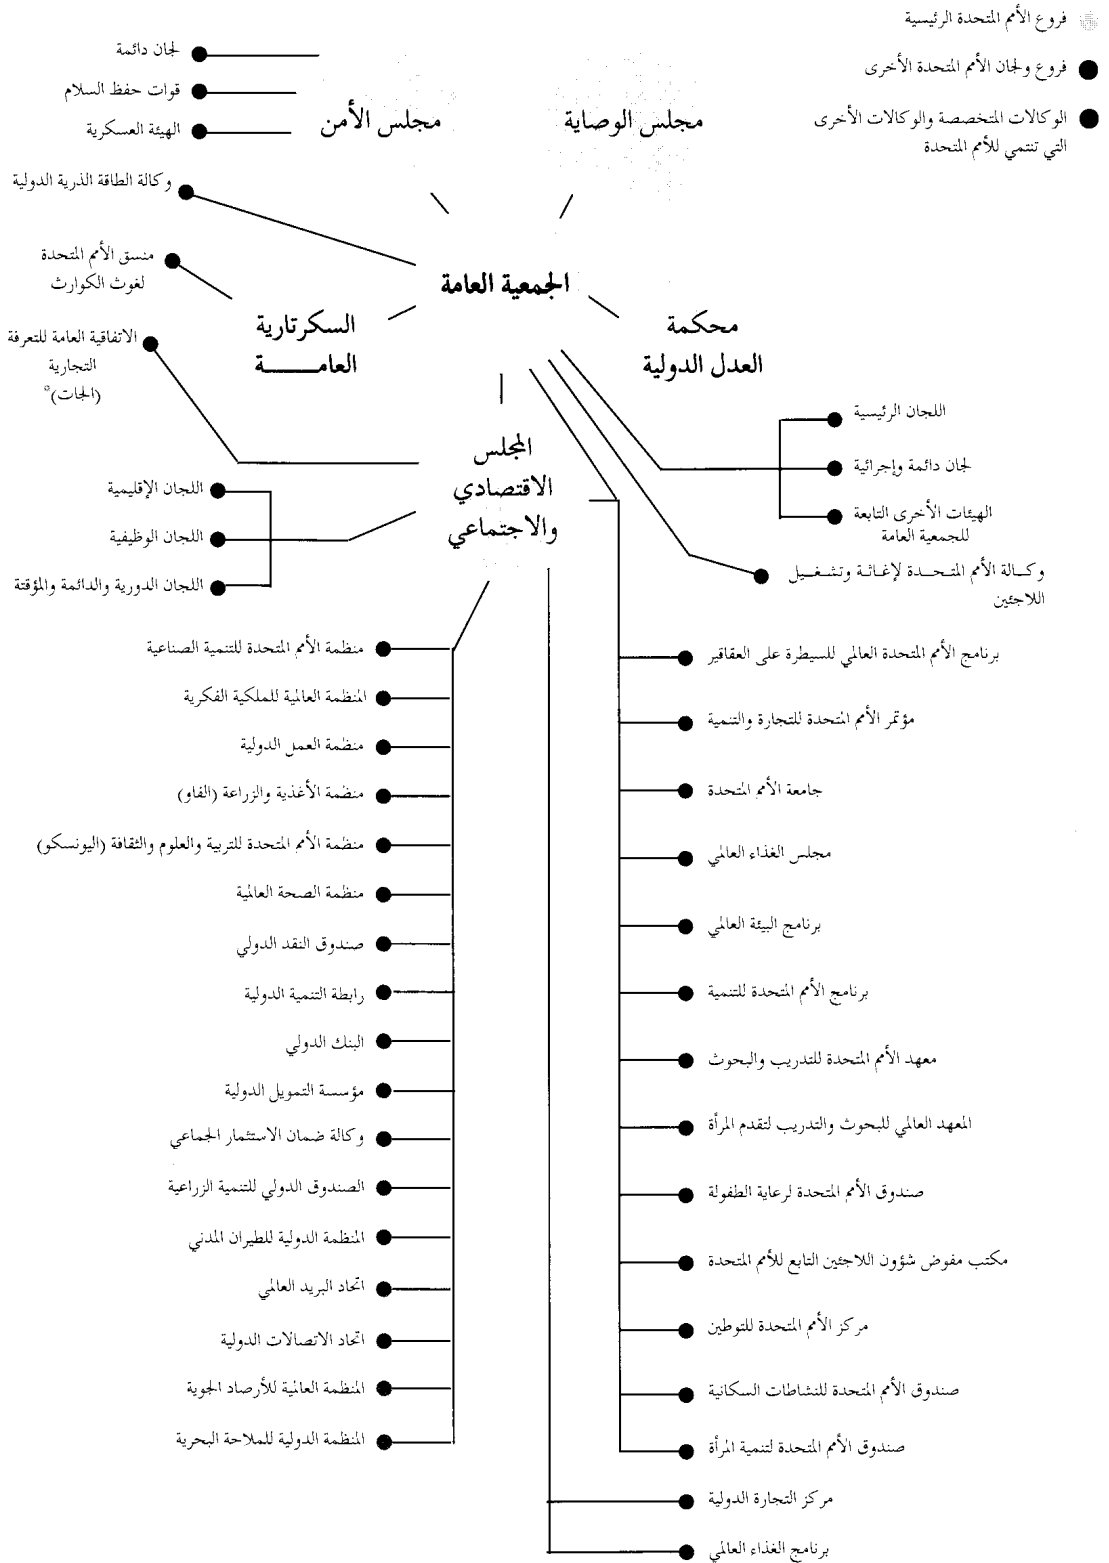 فروع الأمم المتحدة الرئيسية
فروع ولجان الأمم المتحدة الأخرى
الوكالات المتخصصة والوكالات الأخرى
التي تنتمي للأمم المتحدة
مجلس الوصاية
مجلس الأمن
لجان دائمة
قوات حفظ السلام
الهيئة العسكرية
وكالة الطاقة الذرية الدولية
الجمعية العامة
منسق الأمم المتحدة
لغوث الكوارث
محكمة
العدل الدولية
السكرتارية
العامـــــــة
الاتفاقية العامة للتعرفة
التجارية
(الجات)*
اللجان الرئيسية
لجان دائمة وإجرائية
الهيئات الأخرى التابعة
للجمعية العامة
وكـالة الأمم المتـحـدة لإغـاثـة وتـشـغـيـل
اللاجئين
المجلس
الاقتصادي
والاجتماعي
اللجان الإقليمية
اللجان الوظيفية
اللجان الدورية والدائمة والمؤقتة
برنامج الأمم المتحدة العالمي للسيطرة على العقاقير
مؤتمر الأمم المتحدة للتجارة والتنمية
جامعة الأمم المتحدة
مجلس الغذاء العالمي
برنامج البيئة العالمي
برنامج الأمم المتحدة للتنمية
معهد الأمم المتحدة للتدريب والبحوث
المعهد العالمي للبحوث والتدريب لتقدم المرأة
صندوق الأمم المتحدة لرعاية الطفولة
مكتب مفوض شؤون اللاجئين التابع للأمم المتحدة
مركز الأمم المتحدة للتوطين
صندوق الأمم المتحدة للنشاطات السكانية
صندوق الأمم المتحدة لتنمية المرأة
مركز التجارة الدولية
برنامج الغذاء العالمي
منظمة الأمم المتحدة للتنمية الصناعية
المنظمة العالمية للملكية الفكرية
منظمة العمل الدولية
منظمة الأغذية والزراعة (الفاو)
منظمة الأمم المتحدة للتربية والعلوم والثقافة (اليونسكو)
منظمة الصحة العالمية
صندوق النقد الدولي
رابطة التنمية الدولية
البنك الدولي
مؤسسة التمويل الدولية
وكالة ضمان الاستثمار الجماعي
الصندوق الدولي للتنمية الزراعية
المنظمة الدولية للطيران المدني
اتحاد البريد العالمي
اتحاد الاتصالات الدولية
المنظمة العالمية للأرصاد الجوية
المنظمة الدولية للملاحة البحرية